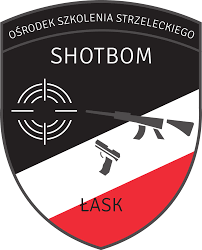 OŚRODEK SZKOLENIA STRZELECKIEGO
SHOTBOM
ŁASK